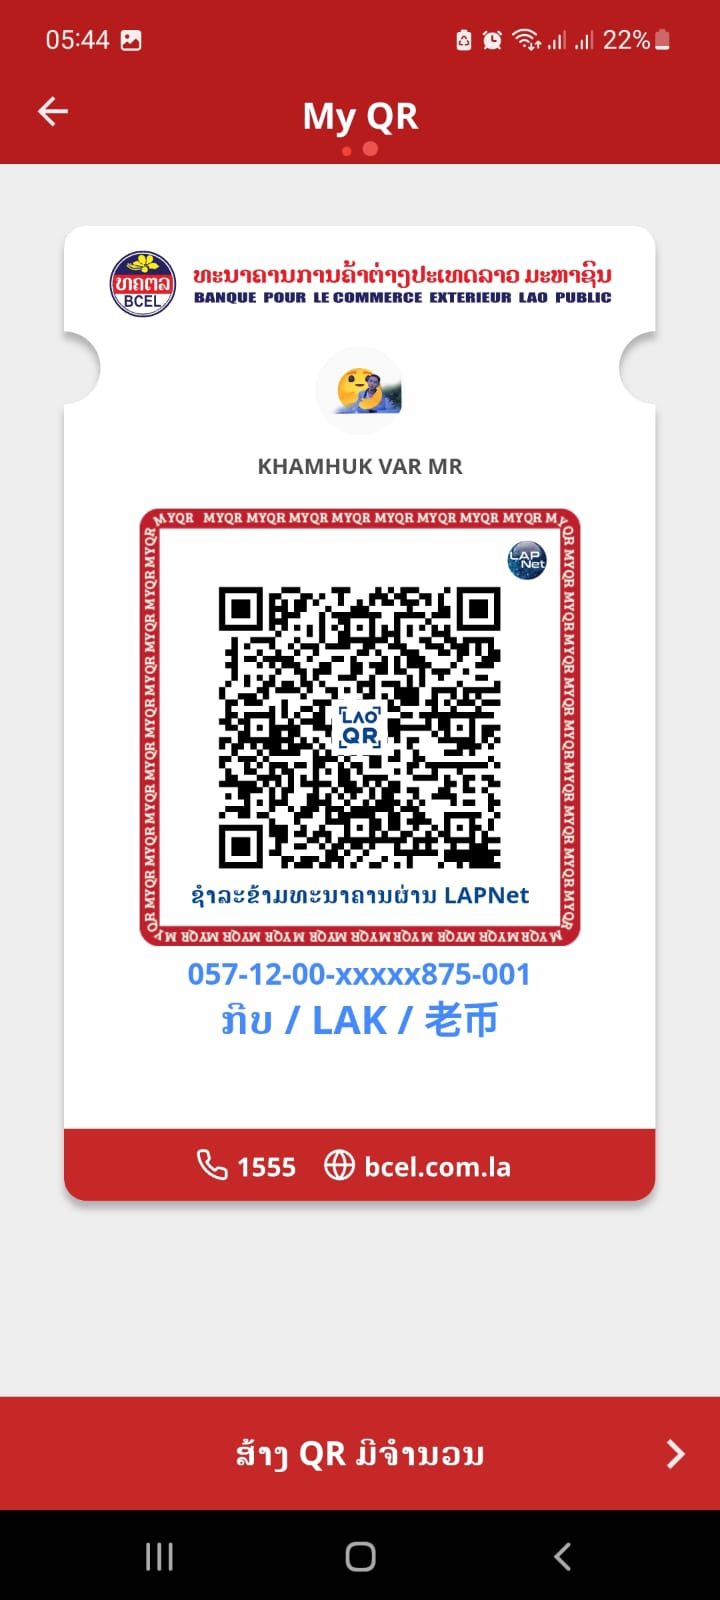 05:44
22%
My QR
ທຄຕລ
BCEL
ທະນາຄານການຄ້າຕ່າງປະເທດລາວ ມະຫາຊົນ
BANQUE POUR LE COMMERCE EXTERIEUR LAO PUBLIC
KHAMHUK VAR MR
MYQR MYQR MYQR MYQR MYQR MYQR MYQR MYQR MYQR
LAP
Net
LAO
QR
ຊໍາລະຂ້າມທະນາຄານຜ່ານ LAPNet
057-12-00-xxxxx875-001
ກີບ / LAK / 老币
1555 bcel.com.la
ສ້າງ QR ມີຈຳນວນ